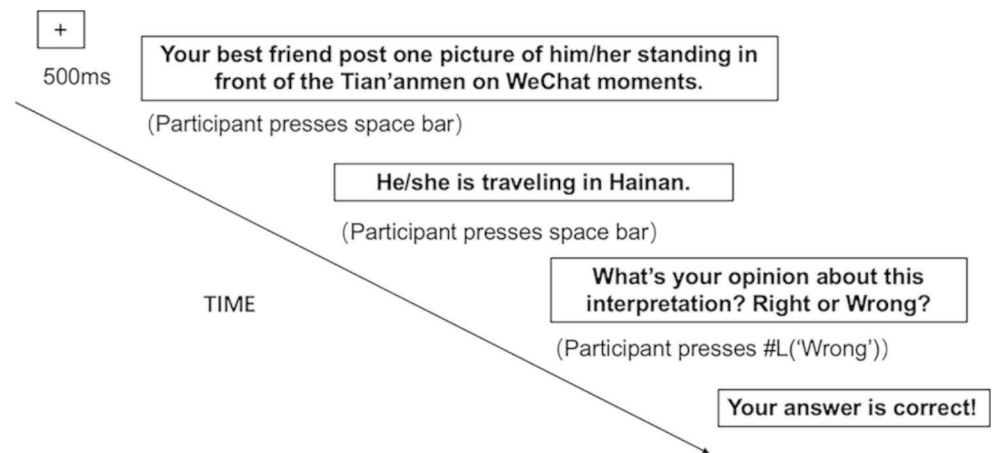 +
500ms
Your best friend post one picture of him/her standing in
front of the Tian’anmen on WeChat moments.
(Participant presses space bar)
He/she is traveling in Hainan.
(Participant presses space bar)
What’s your opinion about this
interpretation? Right or Wrong?
TIME
(Participant presses #L(‘Wrong’))
Your answer is correct!